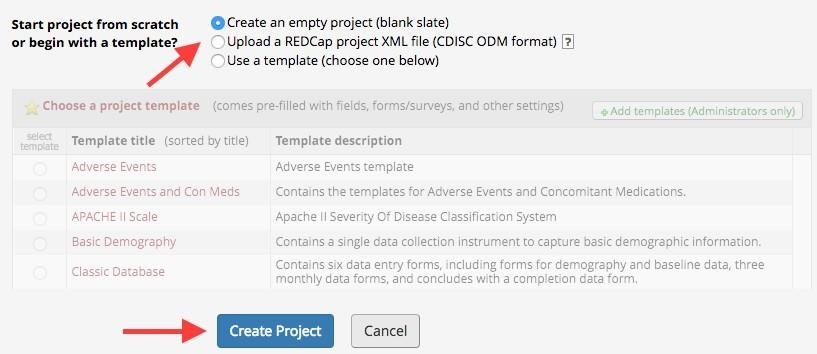 Start project from scratch
or begin with a template?
Create an empty project (blank slate)
Upload a REDCap project XML file (CDISC ODM format) ?
Use a template (choose one below)
Choose a project template (comes pre-filled with fields, forms/surveys, and other settings)
Add templates (Administrators only)
select
template
Template title (sorted by title)
Template description
Adverse Events
Adverse Events template
Adverse Events and Con Meds
Contains the templates for Adverse Events and Concomitant Medications.
APACHE II Scale
Apache II Severity Of Disease Classification System
Basic Demography
Contains a single data collection instrument to capture basic demographic information.
Classic Database
Contains six data entry forms, including forms for demography and baseline data, three
monthly data forms, and concludes with a completion data form.
Create Project
Cancel